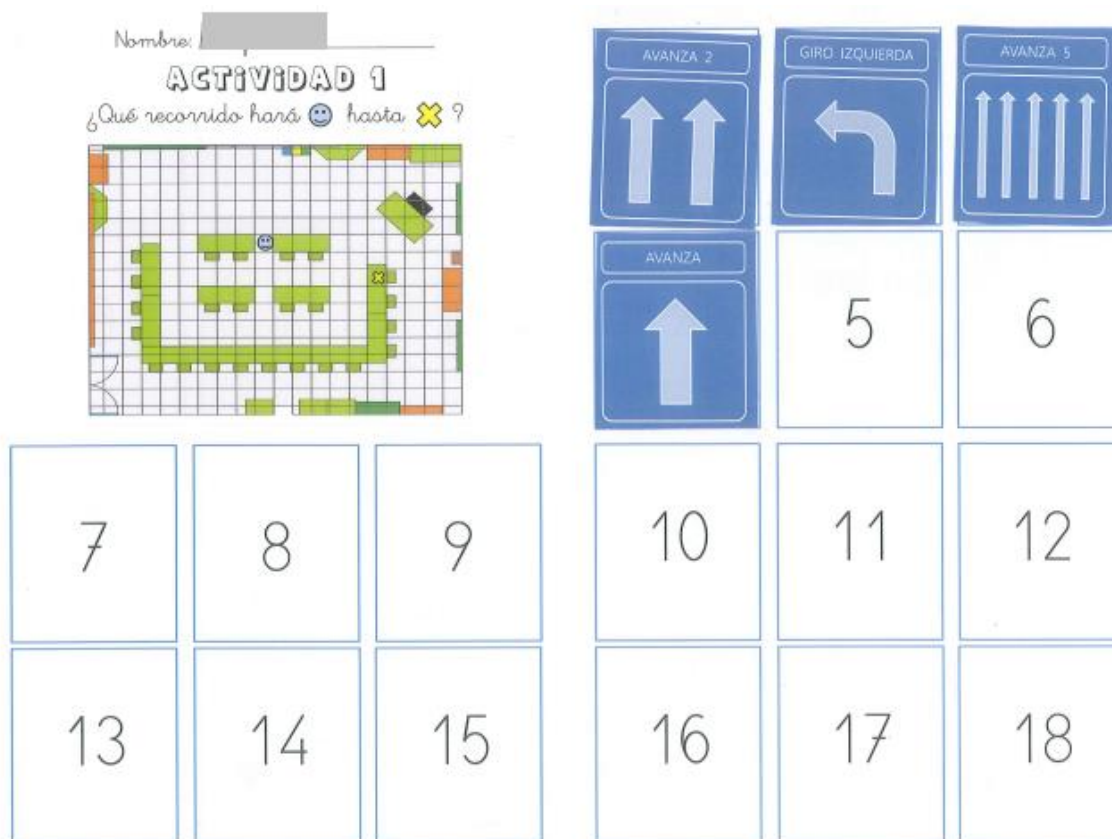 Nombre:
ACTiViDAD 1
¿Qué recorrido hará hasta ?
AVANZA 2
GIRO IZQUIERDA
AVANZA 5
AVANZA
5
6
7
8
9
10
11
12
13
14
15
16
17
18